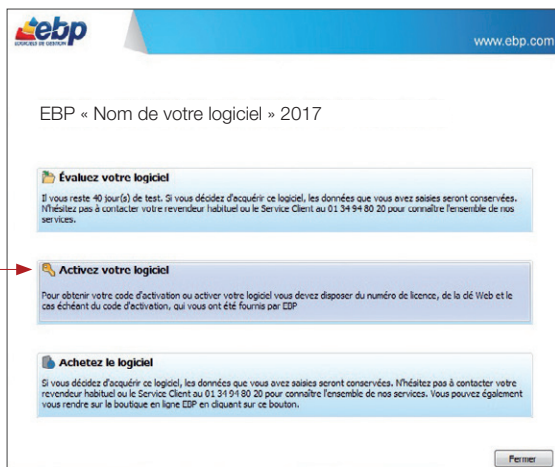 ebp
LOGICIELS DE GESTION
www.ebp.com
EBP « Nom de votre logiciel » 2017
Évaluez votre logiciel
Il vous reste 40 jour(s) de test. Si vous décidez d'acquérir ce logiciel, les données que vous avez saisies seront conservées.
N'hésitez pas à contacter votre revendeur habituel ou le Service Client au 01 34 94 80 20 pour connaître l'ensemble de nos
services.
Activez votre logiciel
Pour obtenir votre code d'activation ou activer votre logiciel vous devez disposer du numéro de licence, de la clé Web et le
cas échéant du code d'activation, qui vous ont été fournis par EBP
Achetez le logiciel
Si vous décidez d'acquérir ce logiciel, les données que vous avez saisies seront conservées. N'hésitez pas à contacter votre
revendeur habituel ou le Service Client au 01 34 94 80 20 pour connaître l'ensemble de nos services. Vous pouvez également
vous rendre sur la boutique en ligne EBP en cliquant sur ce bouton.
Fermer